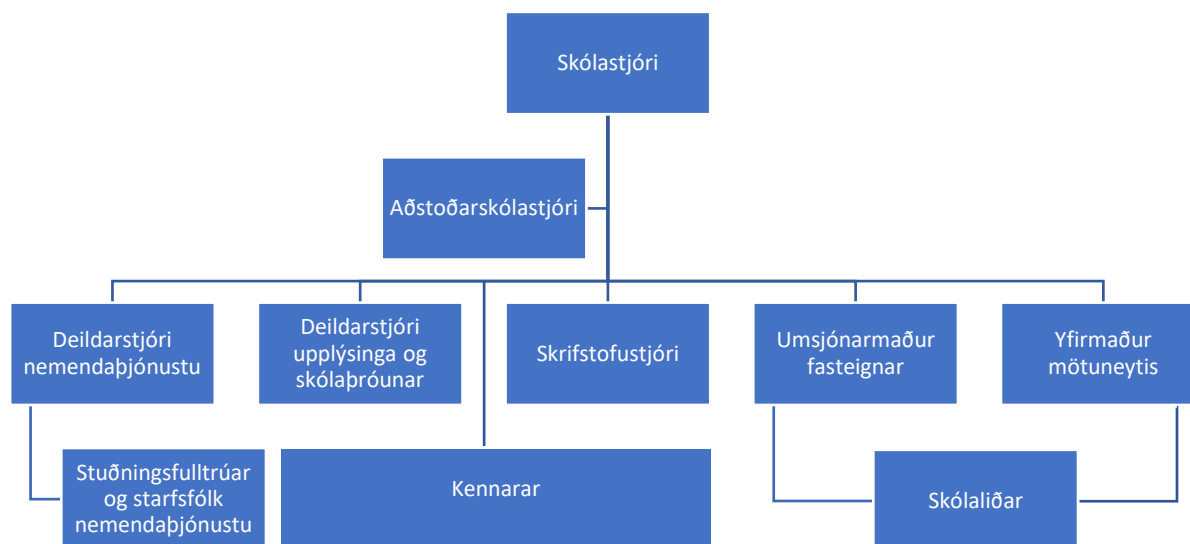 Skólastjóri
Aðstoðarskólastjóri
Deildarstjóri
nemendaþjónustu
Deildarstjóri
upplýsinga og
skólaþróunar
Skrifstofustjóri
Umsjónarmaður
fasteignar
Yfirmaður
mötuneytis
Stuðningsfulltrúar
og starfsfólk
nemendaþjónustu
Kennarar
Skólaliðar